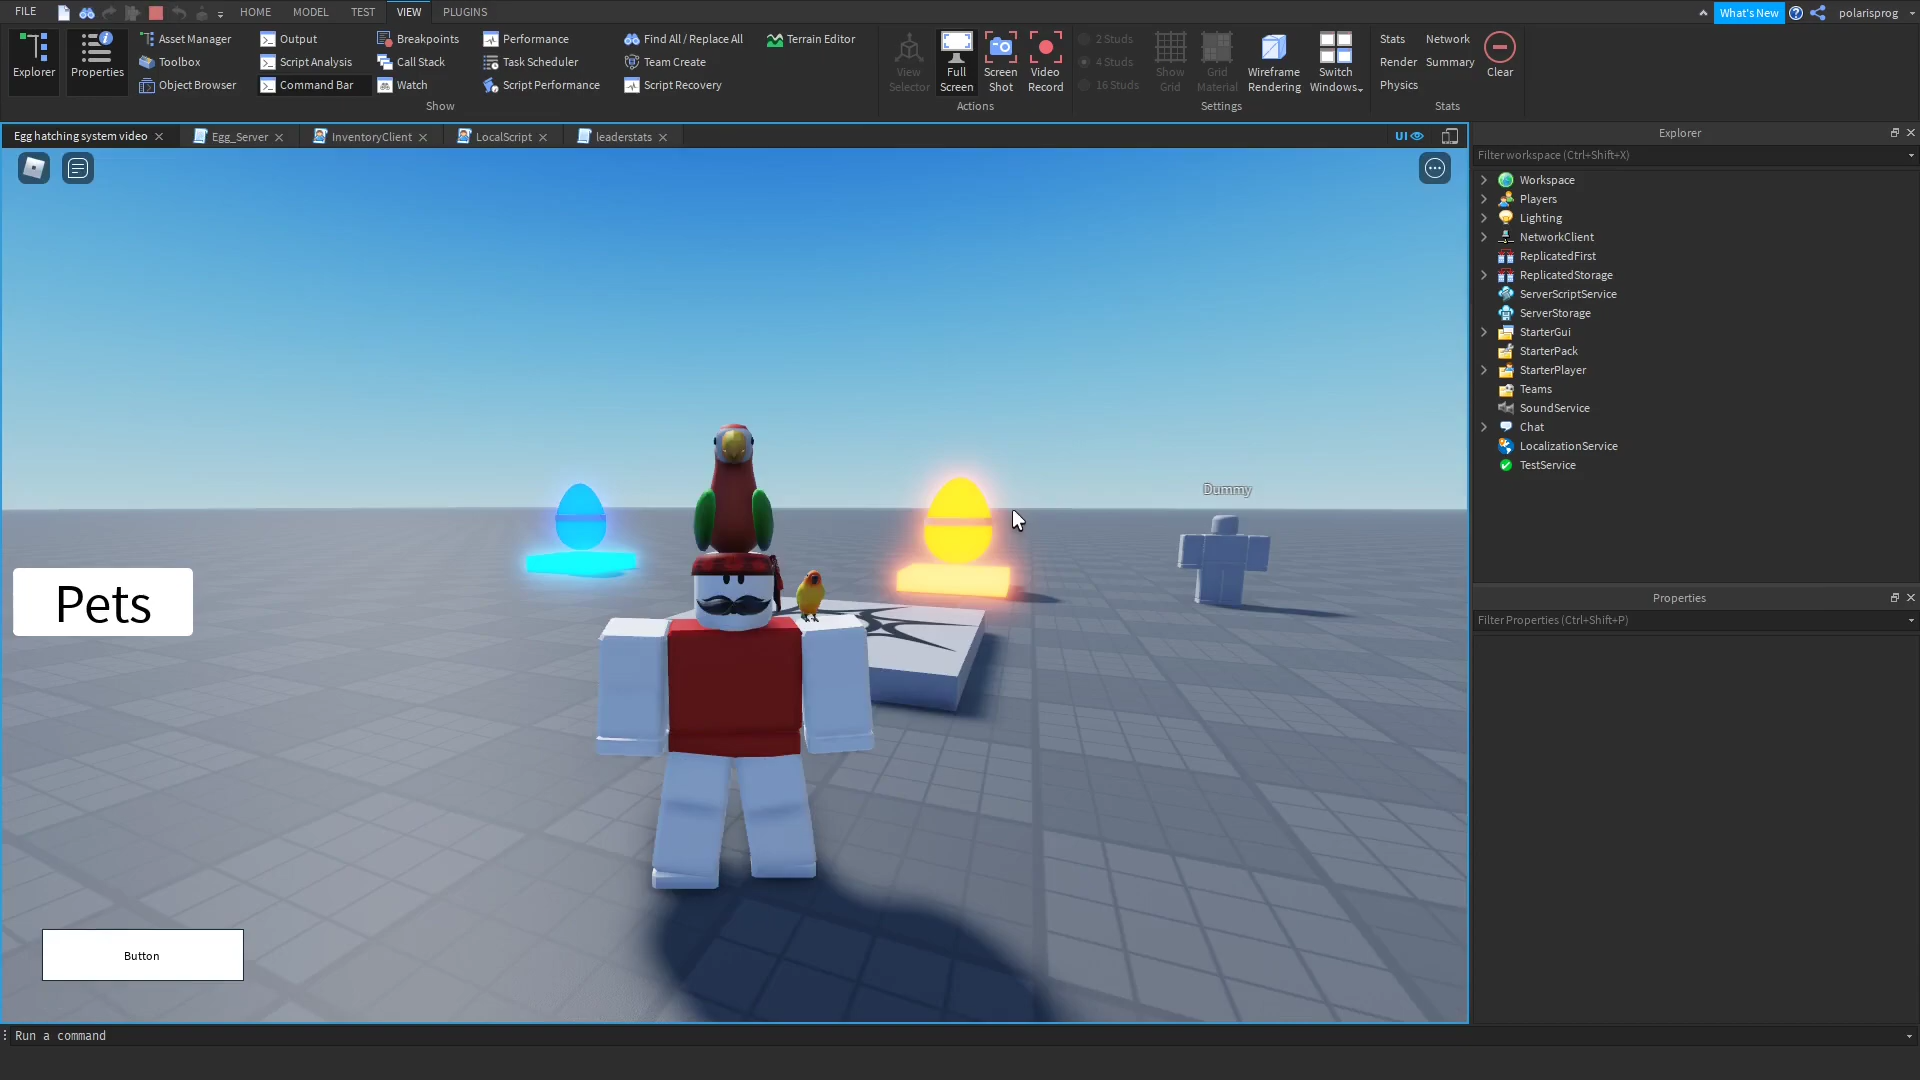 FILE HOME MODEL TEST VIEW PLUGINS What's New polarisprog
Explorer
Properties
Asset Manager
Toolbox
Object Browser
Output
Script Analysis
Command Bar
Breakpoints
Call Stack
Watch
Performance
Task Scheduler
Script Performance
Find All / Replace All
Team Create
Script Recovery
Terrain Editor
Show
View
Selector
Full
Screen
Screen
Shot
Video
Record
Actions
2 Studs
4 Studs
16 Studs
Show
Grid
Grid
Material
Wireframe
Rendering
Switch
Windows
Settings
Stats
Render
Physics
Network
Summary
Clear
Stats
Egg hatching system video Egg_Server InventoryClient LocalScript leaderstats UI
Dummy
Pets
Button
Explorer
Filter workspace (Ctrl+Shift+X)
Workspace
Players
Lighting
NetworkClient
ReplicatedFirst
ReplicatedStorage
ServerScriptService
ServerStorage
StarterGui
StarterPack
StarterPlayer
Teams
SoundService
Chat
LocalizationService
TestService
Properties
Filter Properties (Ctrl+Shift+P)
Run a command